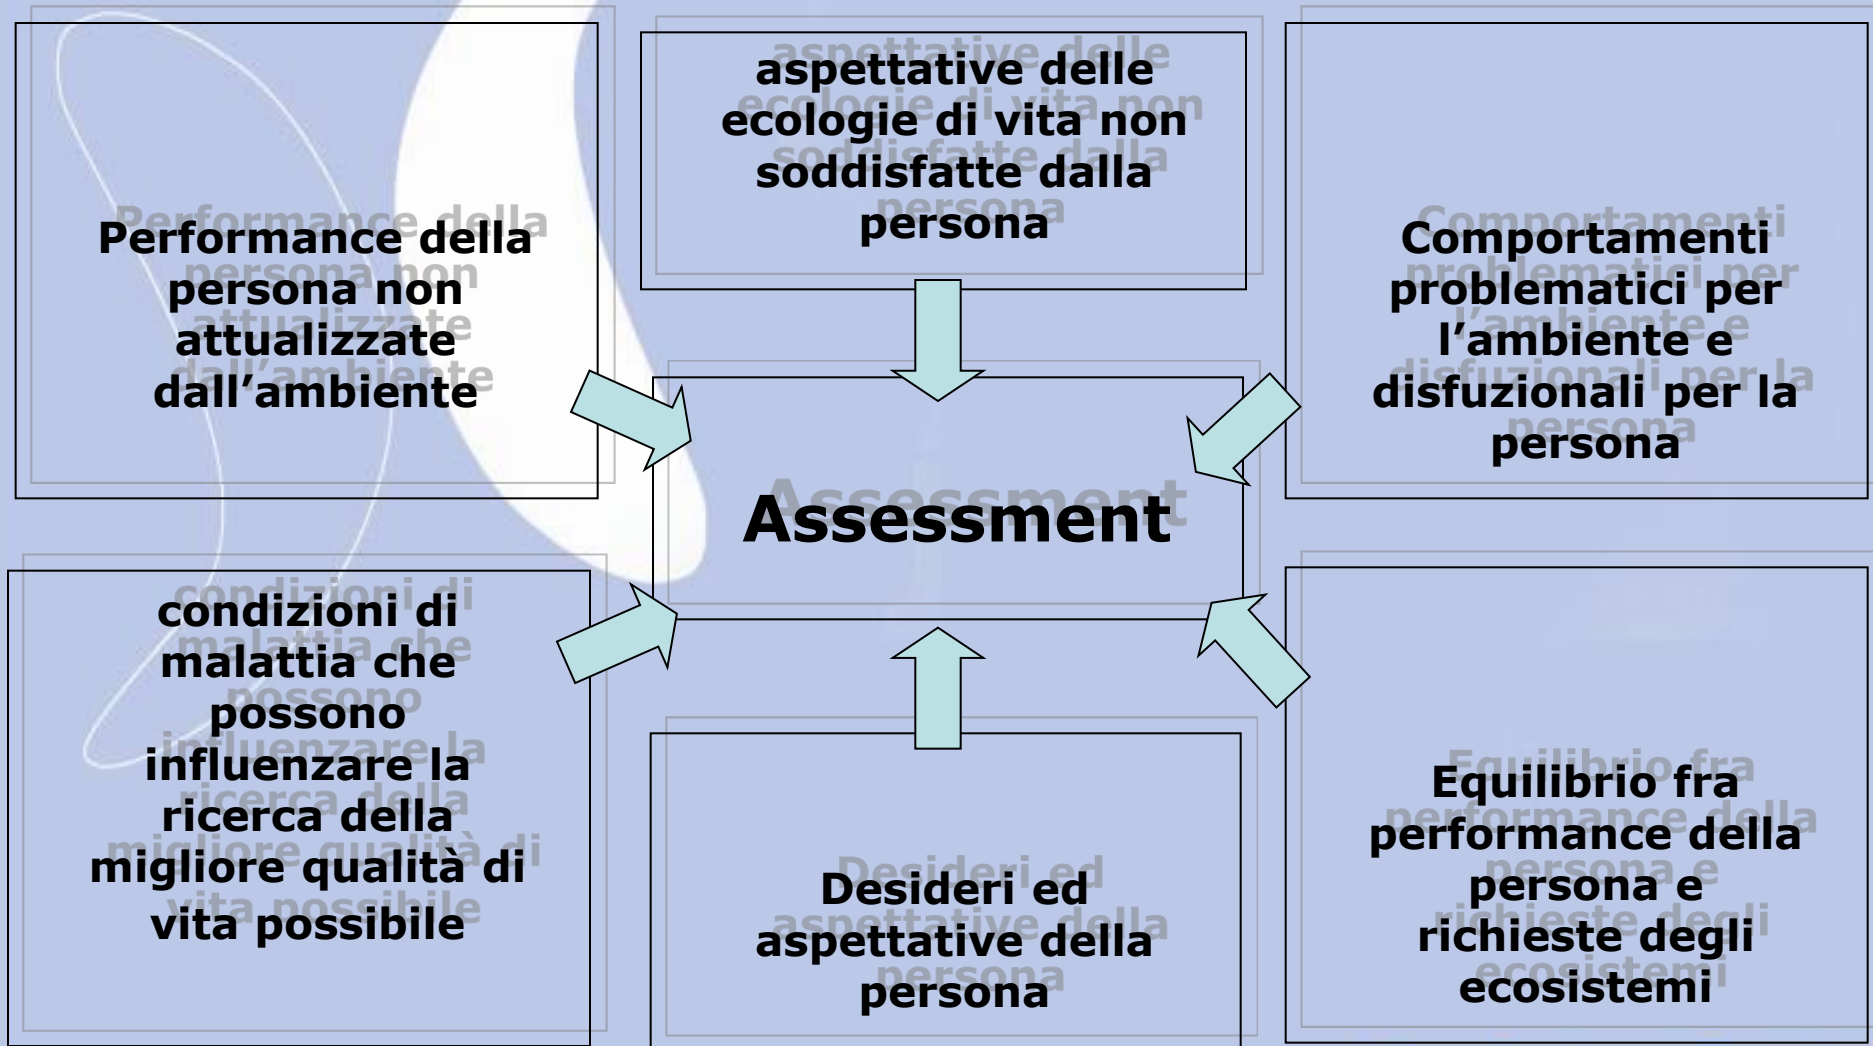 Performance della
persona non
attualizzate
dall’ambiente
aspettative delle
ecologie di vita non
soddisfatte dalla
persona
Comportamenti
problematici per
l’ambiente e
disfuzionali per la
persona
Assessment
condizioni di
malattia che
possono
influenzare la
ricerca della
migliore qualità di
vita possibile
Desideri ed
aspettative della
persona
Equilibrio fra
performance della
persona e
richieste degli
ecosistemi